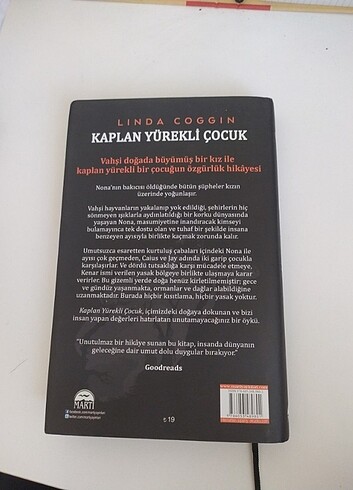 LINDA COGGIN
KAPLAN YÜREKLİ ÇOCUK
Vahşi doğada büyümüş bir kız ile
kaplan yürekli bir çocuğun özgürlük hikâyesi
Nona'nın bakıcısı öldüğünde bütün şüpheler kızın
üzerinde yoğunlaşır.
Vahşi hayvanların yakalanıp yok edildiği, şehirlerin hiç
sönmeyen ışıklarla aydınlatıldığı bir korku dünyasında
yaşayan Nona, masumiyetine inandıracak kimseyi
bulamayınca tek dostu olan ve tuhaf bir şekilde insana
benzeyen ayısıyla birlikte kaçmak zorunda kalır.
Umutsuzca esaretten kurtuluş çabaları içindeki Nona ile
ayısı çok geçmeden, Caius ve Jay adında iki garip çocukla
karşılaşırlar. Ve dördü tutsaklığa karşı mücadele etmeye,
Kenar ismi verilen yasak bölgeye birlikte ulaşmaya karar
verirler. Bu gizemli yerde doğa henüz kirletilmemiştir; gece
ve gündüz yaşanmakta, ormanlar ve dağlar alabildiğine
uzanmaktadır. Burada hiçbir kısıtlama, hiçbir yasak yoktur.
Kaplan Yürekli Çocuk, içimizdeki doğaya dokunan ve bizi
insan yapan değerleri hatırlatan unutamayacağınız bir öykü.
"Unutulmaz bir hikâye sunan bu kitap, insanda dünyanın
geleceğine dair umut dolu duygular bırakıyor."
Goodreads
MARTI
₺19